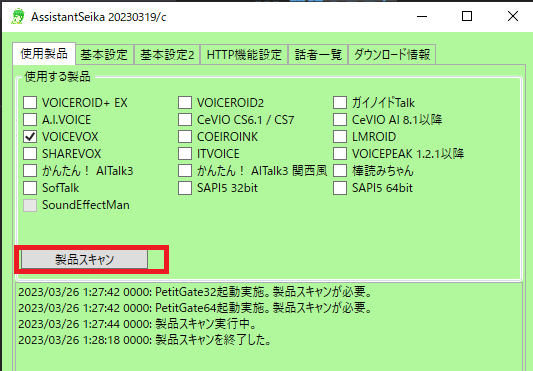 AssistantSeika 20230319/c
使用製品 基本設定 基本設定2 HTTP機能設定 話者一覧 ダウンロード情報
使用する製品
VOICEROID+ EX VOICEROID2 ガイノイドTalk
A.I.VOICE CeVIO CS6.1 / CS7 CeVIO AI 8.1以降
VOICEVOX COEIROINK LMROID
SHAREVOX ITVOICE VOICEPEAK 1.2.1以降
かんたん！ AITalk3 かんたん！ AITalk3 関西風 棒読みちゃん
SofTalk SAPI5 32bit SAPI5 64bit
SoundEffectMan
製品スキャン
2023/03/26 1:27:42 0000: PetitGate32起動実施。製品スキャンが必要。
2023/03/26 1:27:42 0000: PetitGate64起動実施。製品スキャンが必要。
2023/03/26 1:27:44 0000: 製品スキャン実行中。
2023/03/26 1:28:18 0000: 製品スキャンを終了した。